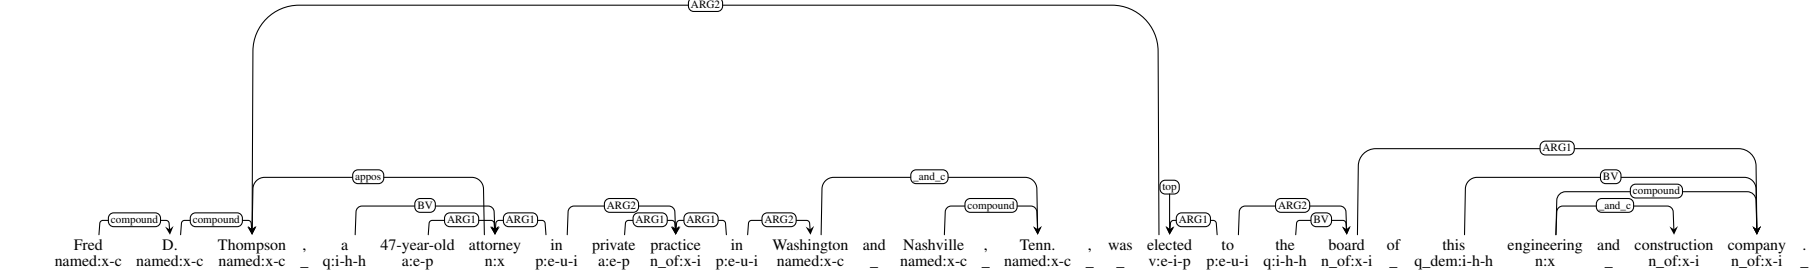 ARG2
ARG1
appos _and_c top BV compound
BV ARG2 compound ARG2 _and_c
compound compound ARG1 ARG1 ARG1 ARG1 ARG2 ARG1 BV
Fred D. Thompson , a 47-year-old attorney in private practice in Washington and Nashville , Tenn. , was elected to the board of this engineering and construction company .
named:x-c named:x-c named:x-c _ q:i-h-h a:e-p n:x p:e-u-i a:e-p n_of:x-i p:e-u-i named:x-c _ named:x-c _ named:x-c _ _ v:e-i-p p:e-u-i q:i-h-h n_of:x-i _ q_dem:i-h-h n:x _ n_of:x-i n_of:x-i _